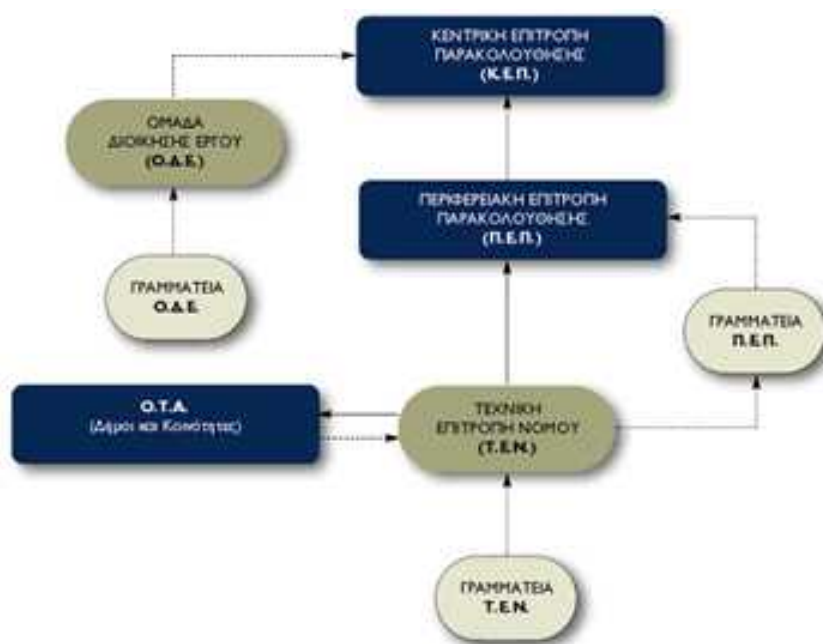 ΚΕΝΤΡΙΚΗ ΕΠΙΤΡΟΠΗ
ΠΑΡΑΚΟΛΟΥΘΗΣΗΣ
(Κ.Ε.Π.)
ΟΜΑΔΑ
ΔΙΟΙΚΗΣΗΣ ΕΡΓΟΥ
(Ο.Δ.Ε.)
ΠΕΡΙΦΕΡΕΙΑΚΗ ΕΠΙΤΡΟΠΗ
ΠΑΡΑΚΟΛΟΥΘΗΣΗΣ
(Π.Ε.Π.)
ΓΡΑΜΜΑΤΕΙΑ
Ο.Δ.Ε.
ΓΡΑΜΜΑΤΕΙΑ
Π.Ε.Π.
Ο.Τ.Α.
(Δήμοι και Κοινότητες)
ΤΕΧΝΙΚΗ
ΕΠΙΤΡΟΠΗ ΝΟΜΟΥ
(Τ.Ε.Ν.)
ΓΡΑΜΜΑΤΕΙΑ
Τ.Ε.Ν.